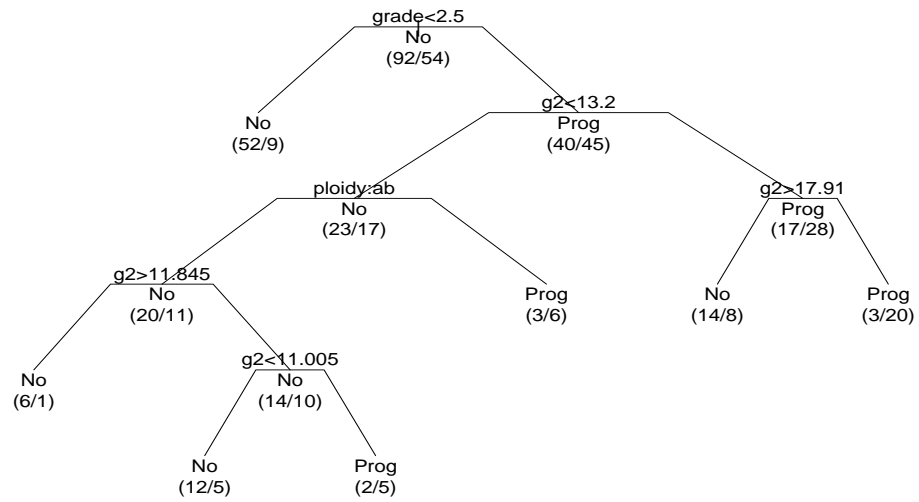 grade<2.5
No
(92/54)
No
(52/9)
g2<13.2
Prog
(40/45)
ploidy:ab
No
(23/17)
g2>17.91
Prog
(17/28)
g2>11.845
No
(20/11)
Prog
(3/6)
No
(14/8)
Prog
(3/20)
No
(6/1)
g2<11.005
No
(14/10)
No
(12/5)
Prog
(2/5)